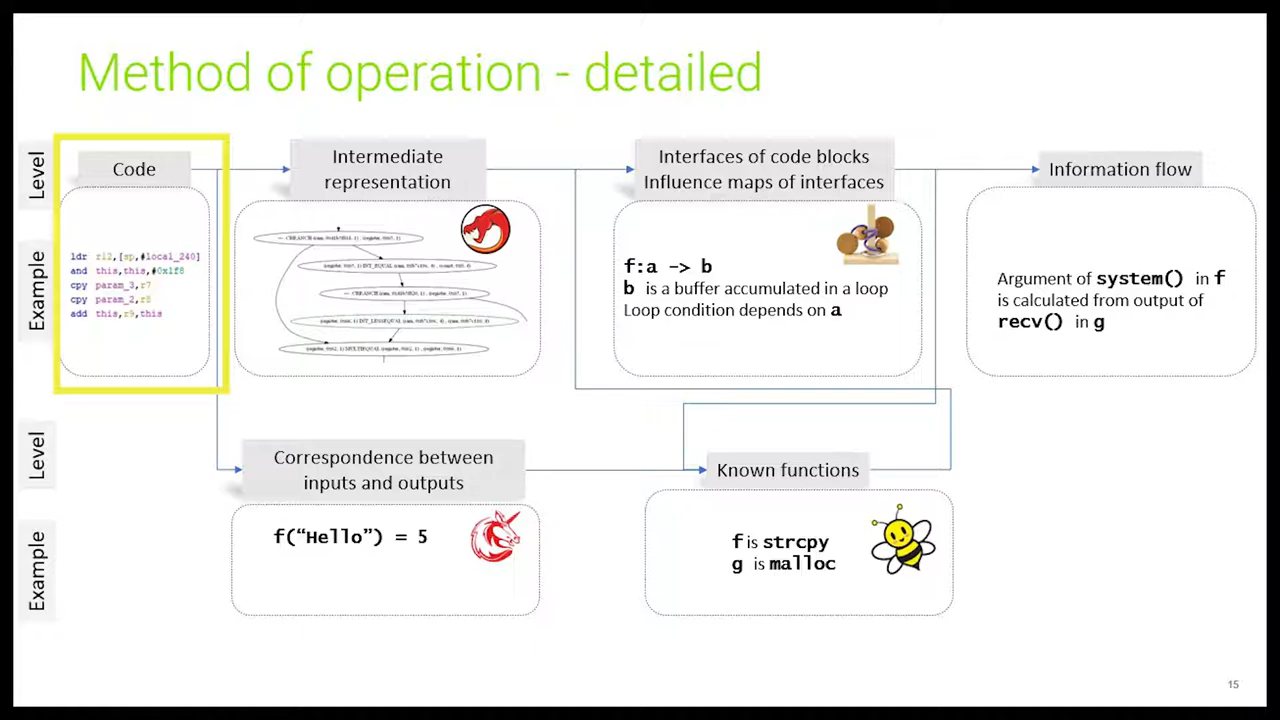 Method of operation - detailed
Level
Code
Intermediate
representation
Interfaces of code blocks
Influence maps of interfaces
Information flow
Example
ldr r12,[sp,#local_240]
and this,this,#0x1f8
cpy param_3,r7
cpy param_2,r8
add this,r9,this
f:a -> b
b is a buffer accumulated in a loop
Loop condition depends on a
Argument of system() in f
is calculated from output of
recv() in g
Level
Correspondence between
inputs and outputs
Known functions
Example
f(“Hello”) = 5
f is strcpy
g is malloc
15